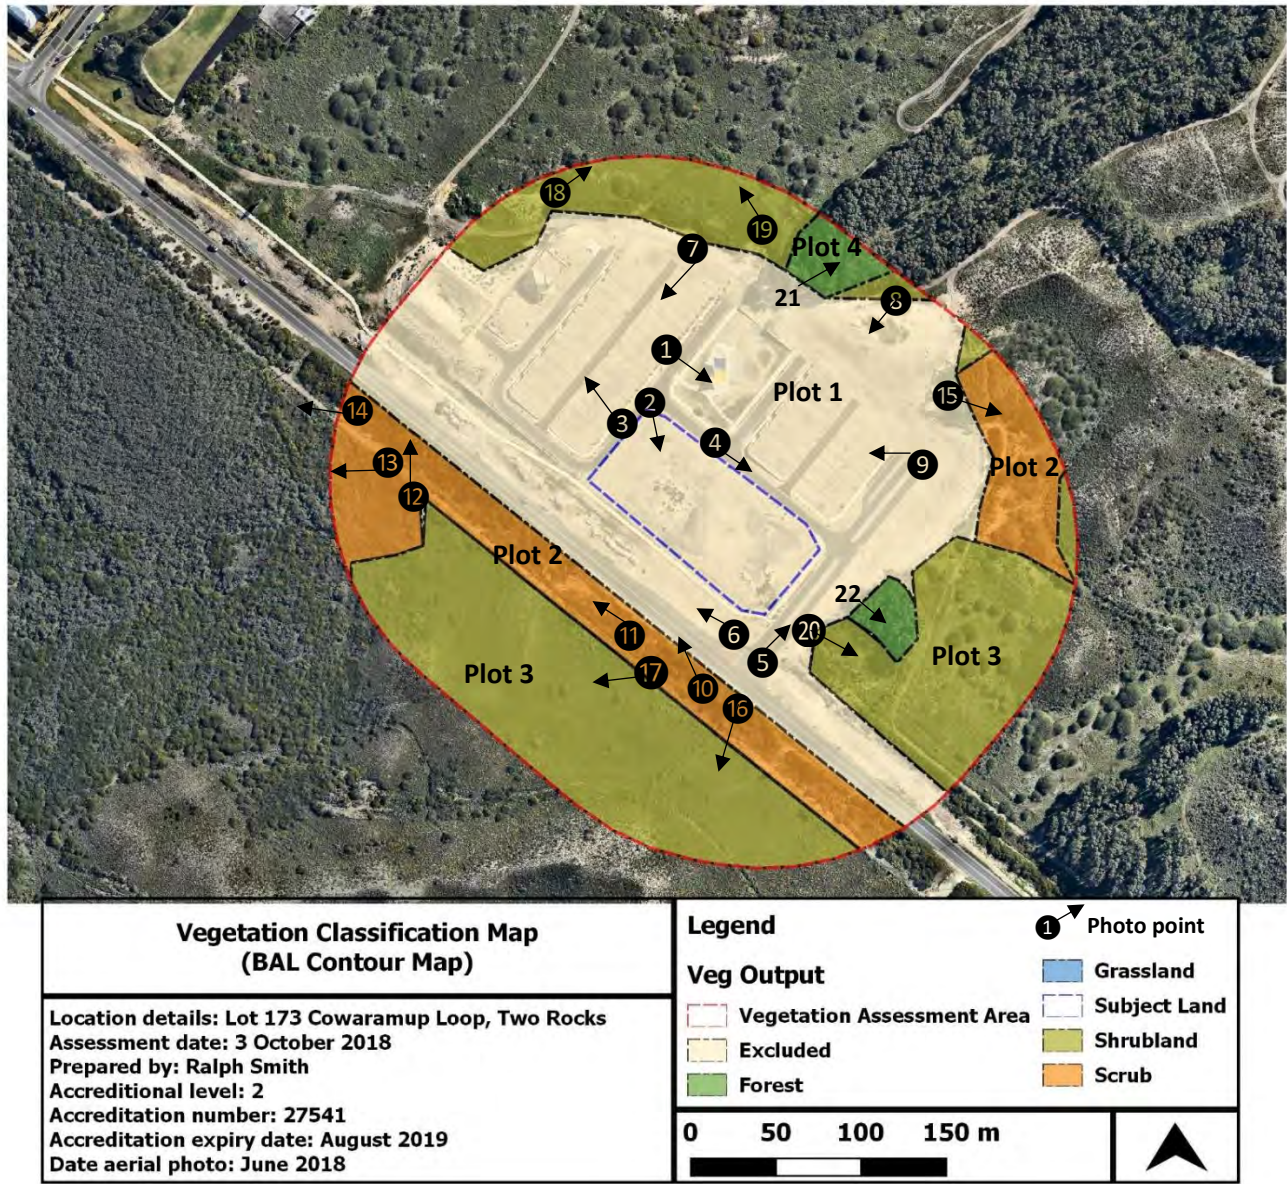 18
19
7
Plot 4
21
8
1
Plot 1
15
14
2
3
4
Plot 2
13
9
12
Plot 2
22
11
6
20
5
Plot 3
Plot 3
17
10
16
Vegetation Classification Map
(BAL Contour Map)
Location details: Lot 173 Cowaramup Loop, Two Rocks
Assessment date: 3 October 2018
Prepared by: Ralph Smith
Accreditional level: 2
Accreditation number: 27541
Accreditation expiry date: August 2019
Date aerial photo: June 2018
Legend
1 Photo point
Veg Output
Vegetation Assessment Area
Excluded
Forest
Grassland
Subject Land
Shrubland
Scrub
0 50 100 150 m